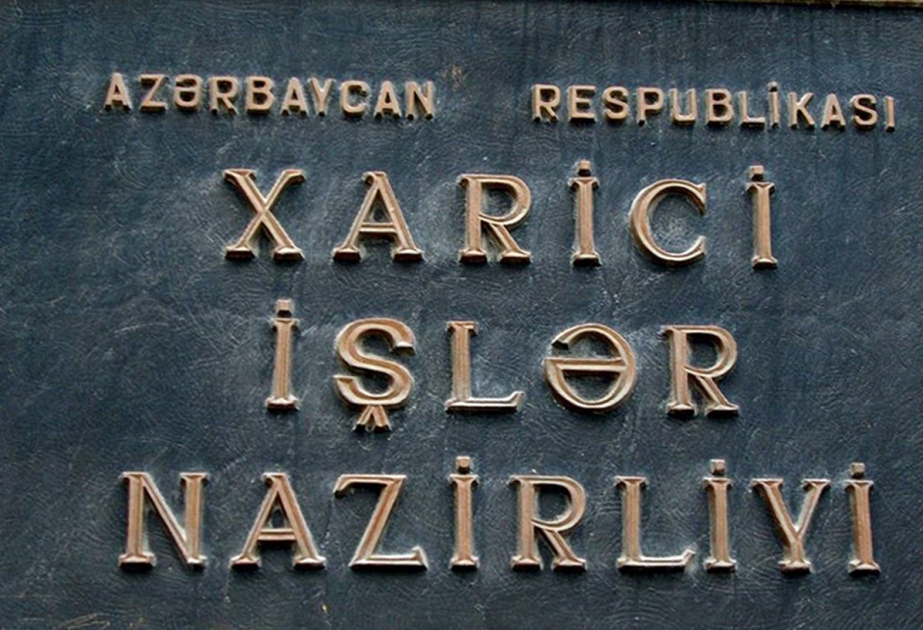 AZƏRBAYCAN RESPUBLİKASI
XARİCİ
İŞLƏR
NAZİRLİYİ